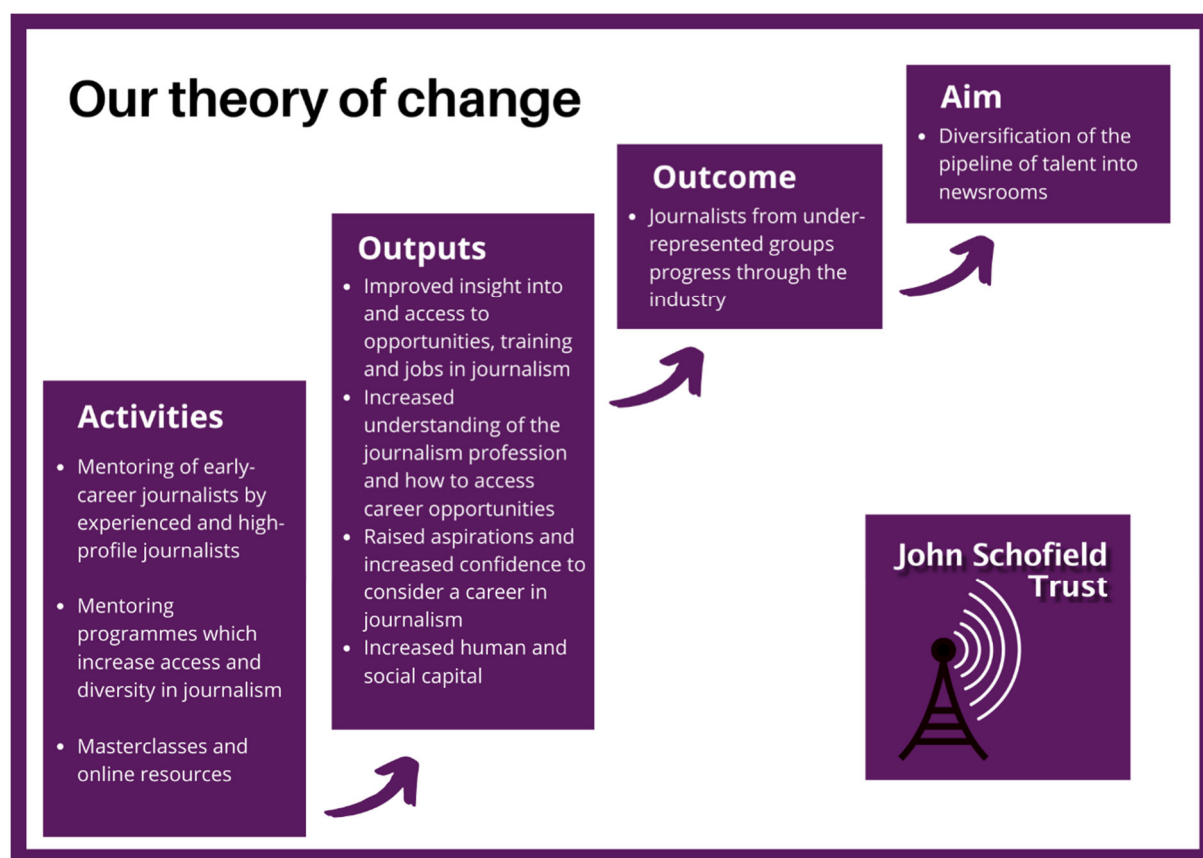 Our theory of change
Activities
• Mentoring of early-
career journalists by
experienced and high-
profile journalists
• Mentoring
programmes which
increase access and
diversity in journalism
• Masterclasses and
online resources
Outputs
• Improved insight into
and access to
opportunities, training
and jobs in journalism
• Increased
understanding of the
journalism profession
and how to access
career opportunities
• Raised aspirations and
increased confidence to
consider a career in
journalism
• Increased human and
social capital
Outcome
• Journalists from under-
represented groups
progress through the
industry
Aim
• Diversification of the
pipeline of talent into
newsrooms
John Schofield
Trust